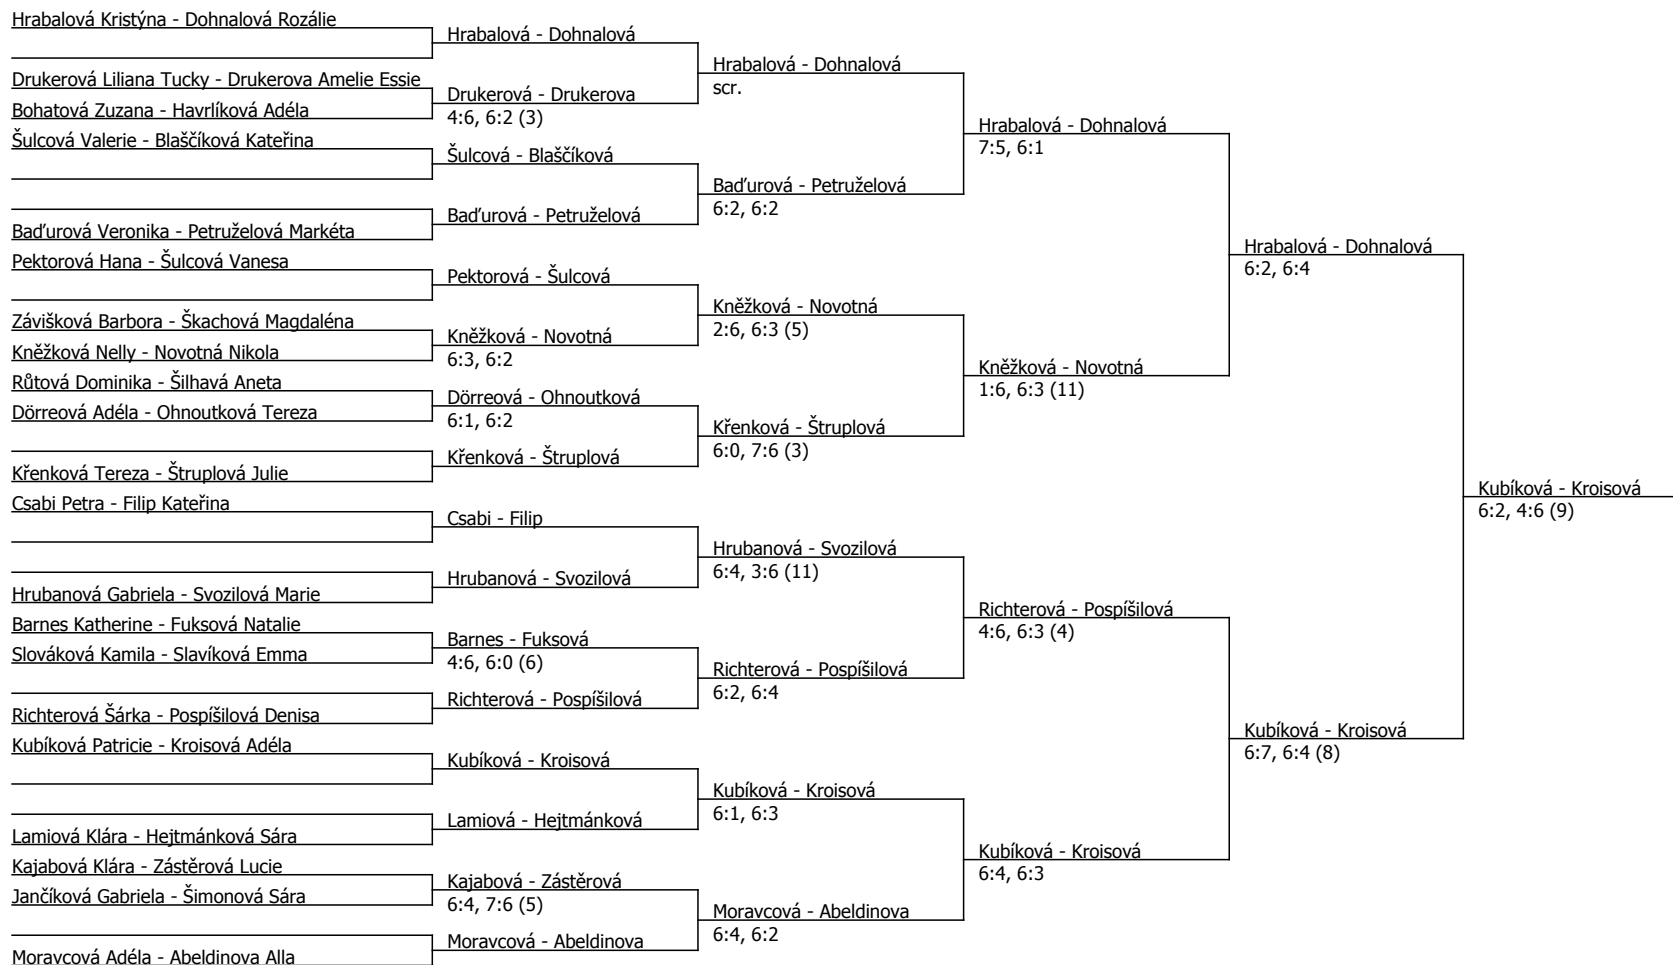 Hrabalová Kristýna - Dohnalová Rozálie
Drukerová Liliana Tucky - Drukerova Amelie Essie
Bohatová Zuzana - Havrlíková Adéla
Šulcová Valerie - Blaščíková Kateřina
Baďurová Veronika - Petruželová Markéta
Pektorová Hana - Šulcová Vanesa
Závišková Barbora - Škachová Magdaléna
Kněžková Nelly - Novotná Nikola
Růtová Dominika - Šilhavá Aneta
Dörreová Adéla - Ohnoutková Tereza
Křenková Tereza - Štruplová Julie
Csabi Petra - Filip Kateřina
Hrubanová Gabriela - Svozilová Marie
Barnes Katherine - Fuksová Natalie
Slováková Kamila - Slavíková Emma
Richterová Šárka - Pospíšilová Denisa
Kubíková Patricie - Kroisová Adéla
Lamiová Klára - Hejtmánková Sára
Kajabová Klára - Zástěrová Lucie
Jančíková Gabriela - Šimonová Sára
Moravcová Adéla - Abeldinova Alla
Hrabalová - Dohnalová
Drukerová - Drukerova
4:6, 6:2 (3)
Šulcová - Blaščíková
Baďurová - Petruželová
Pektorová - Šulcová
Kněžková - Novotná
6:3, 6:2
Dörreová - Ohnoutková
6:1, 6:2
Křenková - Štruplová
Csabi - Filip
Hrubanová - Svozilová
Barnes - Fuksová
4:6, 6:0 (6)
Richterová - Pospíšilová
Kubíková - Kroisová
Lamiová - Hejtmánková
Kajabová - Zástěrová
6:4, 7:6 (5)
Moravcová - Abeldinova
Hrabalová - Dohnalová
scr.
Baďurová - Petruželová
6:2, 6:2
Kněžková - Novotná
2:6, 6:3 (5)
Křenková - Štruplová
6:0, 7:6 (3)
Hrubanová - Svozilová
6:4, 3:6 (11)
Richterová - Pospíšilová
6:2, 6:4
Kubíková - Kroisová
6:1, 6:3
Moravcová - Abeldinova
6:4, 6:2
Hrabalová - Dohnalová
7:5, 6:1
Kněžková - Novotná
1:6, 6:3 (11)
Richterová - Pospíšilová
4:6, 6:3 (4)
Kubíková - Kroisová
6:4, 6:3
Hrabalová - Dohnalová
6:2, 6:4
Kubíková - Kroisová
6:7, 6:4 (8)
Kubíková - Kroisová
6:2, 4:6 (9)